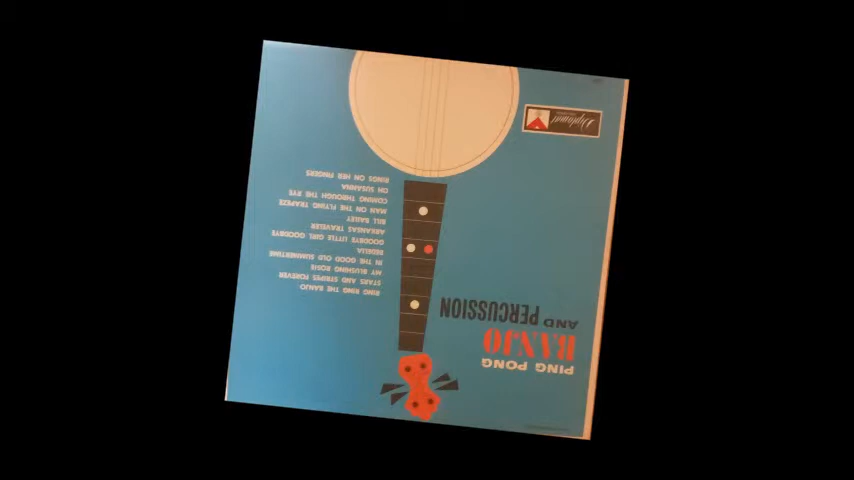 PING PONG
BANJO
AND PERCUSSION
RING RING THE BANJO
STARS AND STRIPES FOREVER
MY BLUSHING ROSIE
IN THE GOOD OLD SUMMERTIME
BEDELIA
GOODBYE LITTLE GIRL GOODBYE
ARKANSAS TRAVELER
BILL BAILEY
MAN ON THE FLYING TRAPEZE
COMING THROUGH THE RYE
OH SUSANNA
RINGS ON HER FINGERS
Diplomat